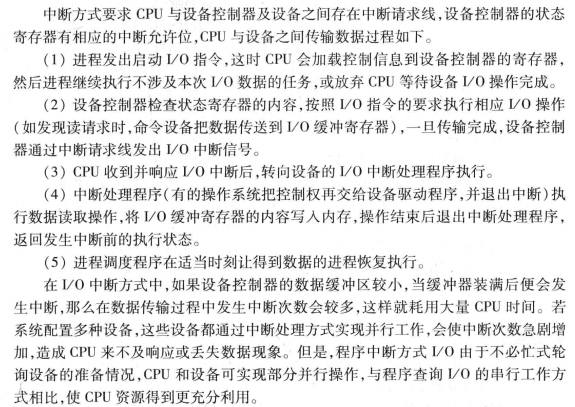 中断方式要求 CPU 与设备控制器及设备之间存在中断请求线,设备控制器的状态
寄存器有相应的中断允许位,CPU 与设备之间传输数据过程如下。
(1) 进程发出启动 I/O 指令,这时 CPU 会加载控制信息到设备控制器的寄存器,
然后进程继续执行不涉及本次 I/O 数据的任务,或放弃 CPU 等待设备 I/O 操作完成。
(2) 设备控制器检查状态寄存器的内容,按照 I/O 指令的要求执行相应 I/O 操作
(如发现读请求时,命令设备把数据传送到 I/O 缓冲寄存器),一旦传输完成,设备控制
器通过中断请求线发出 I/O 中断信号。
(3) CPU 收到并响应 I/O 中断后,转向设备的 I/O 中断处理程序执行。
(4) 中断处理程序(有的操作系统把控制权再交给设备驱动程序,并退出中断)执
行数据读取操作,将 I/O 缓冲寄存器的内容写入内存,操作结束后退出中断处理程序,
返回发生中断前的执行状态。
(5) 进程调度程序在适当时刻让得到数据的进程恢复执行。
在 I/O 中断方式中,如果设备控制器的数据缓冲区较小,当缓冲器装满后便会发
生中断,那么在数据传输过程中发生中断次数会较多,这样就耗用大量 CPU 时间。若
系统配置多种设备,这些设备都通过中断处理方式实现并行工作,会使中断次数急剧增
加,造成 CPU 来不及响应或丢失数据现象。但是,程序中断方式 I/O 由于不必忙式轮
询设备的准备情况,CPU 和设备可实现部分并行操作,与程序查询 I/O 的串行工作方
式相比,使 CPU 资源得到更充分利用。